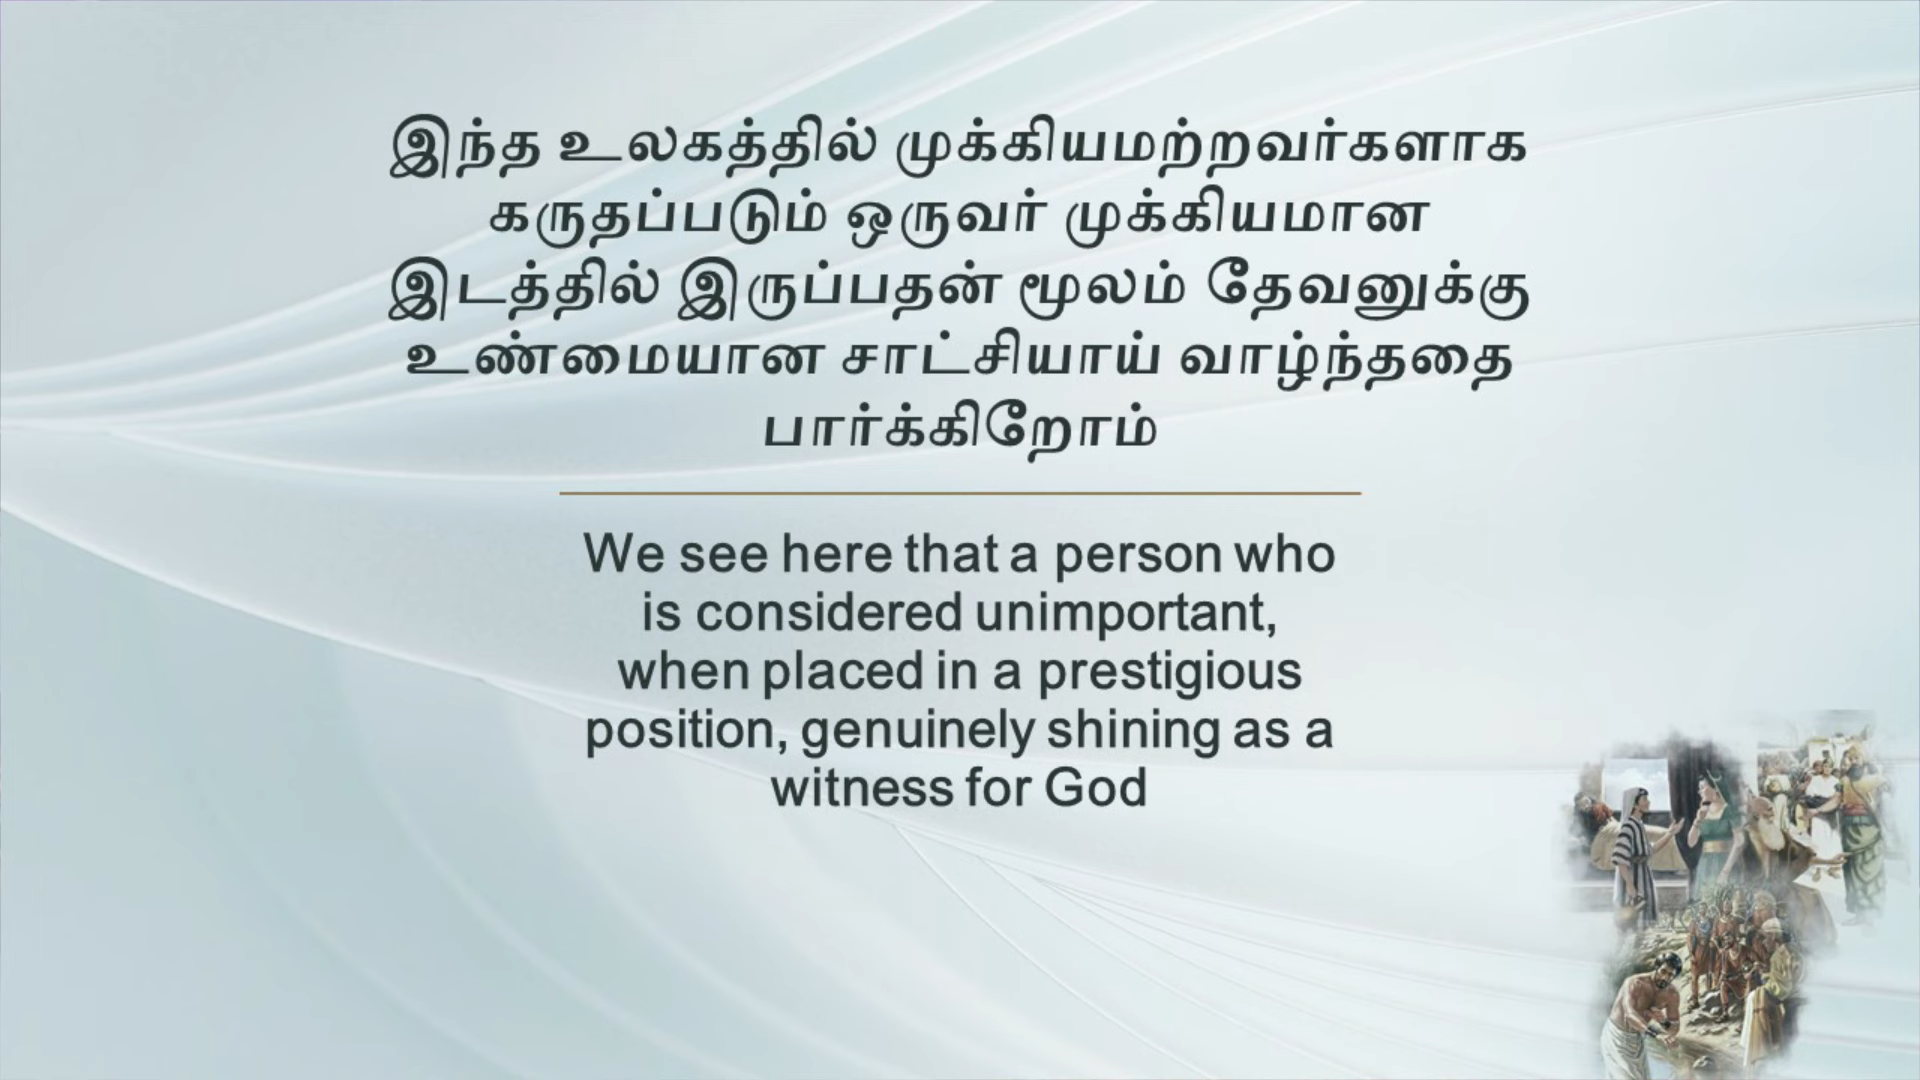 இந்த உலகத்தில் முக்கியமற்றவர்களாக
கருதப்படும் ஒருவர் முக்கியமான
இடத்தில் இருப்பதன் மூலம் தேவனுக்கு
உண்மையான சாட்சியாய் வாழ்ந்ததை
பார்க்கிறோம்
We see here that a person who
is considered unimportant,
when placed in a prestigious
position, genuinely shining as a
witness for God